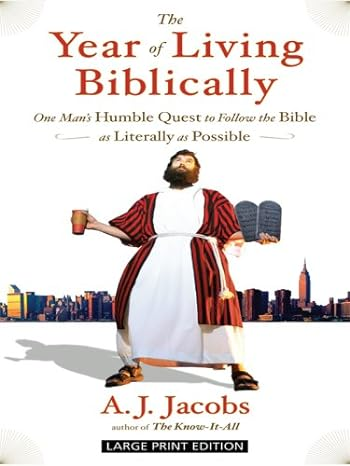 The
Year of Living
Biblically
One Man's Humble Quest to Follow the Bible
as Literally as Possible
A. J. Jacobs
author of The Know-It-All
LARGE PRINT EDITION